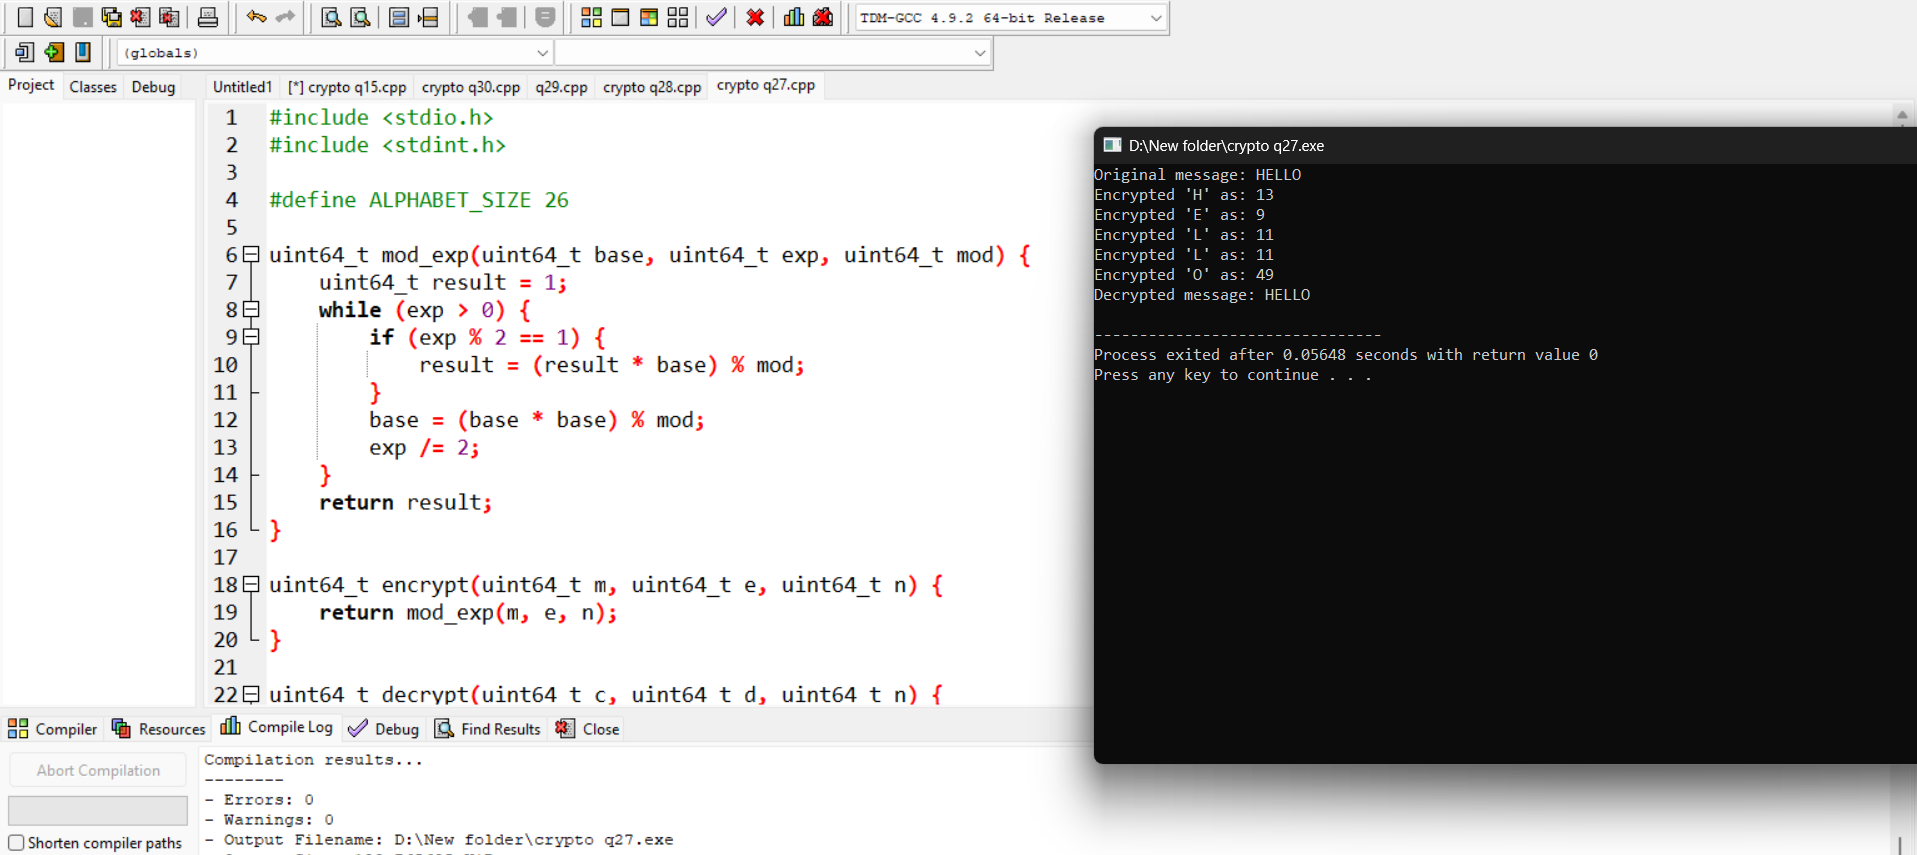 TDM-GCC 4.9.2 64-bit Release
(globals)
Project Classes Debug
Untitled1 [*] crypto q15.cpp crypto q30.cpp q29.cpp crypto q28.cpp crypto q27.cpp
1 #include <stdio.h>
2 #include <stdint.h>
3
4 #define ALPHABET_SIZE 26
5
6 uint64_t mod_exp(uint64_t base, uint64_t exp, uint64_t mod) {
7 uint64_t result = 1;
8 while (exp > 0) {
9 if (exp % 2 == 1) {
10 result = (result * base) % mod;
11 }
12 base = (base * base) % mod;
13 exp /= 2;
14 }
15 return result;
16 }
17
18 uint64_t encrypt(uint64_t m, uint64_t e, uint64_t n) {
19 return mod_exp(m, e, n);
20 }
21
22 uint64_t decrypt(uint64_t c, uint64_t d, uint64_t n) {
D:\New folder\crypto q27.exe
Original message: HELLO
Encrypted 'H' as: 13
Encrypted 'E' as: 9
Encrypted 'L' as: 11
Encrypted 'L' as: 11
Encrypted 'O' as: 49
Decrypted message: HELLO
--------------------------------
Process exited after 0.05648 seconds with return value 0
Press any key to continue . . .
Compiler Resources Compile Log Debug Find Results Close
Abort Compilation
Shorten compiler paths
Compilation results...
--------
- Errors: 0
- Warnings: 0
- Output Filename: D:\New folder\crypto q27.exe